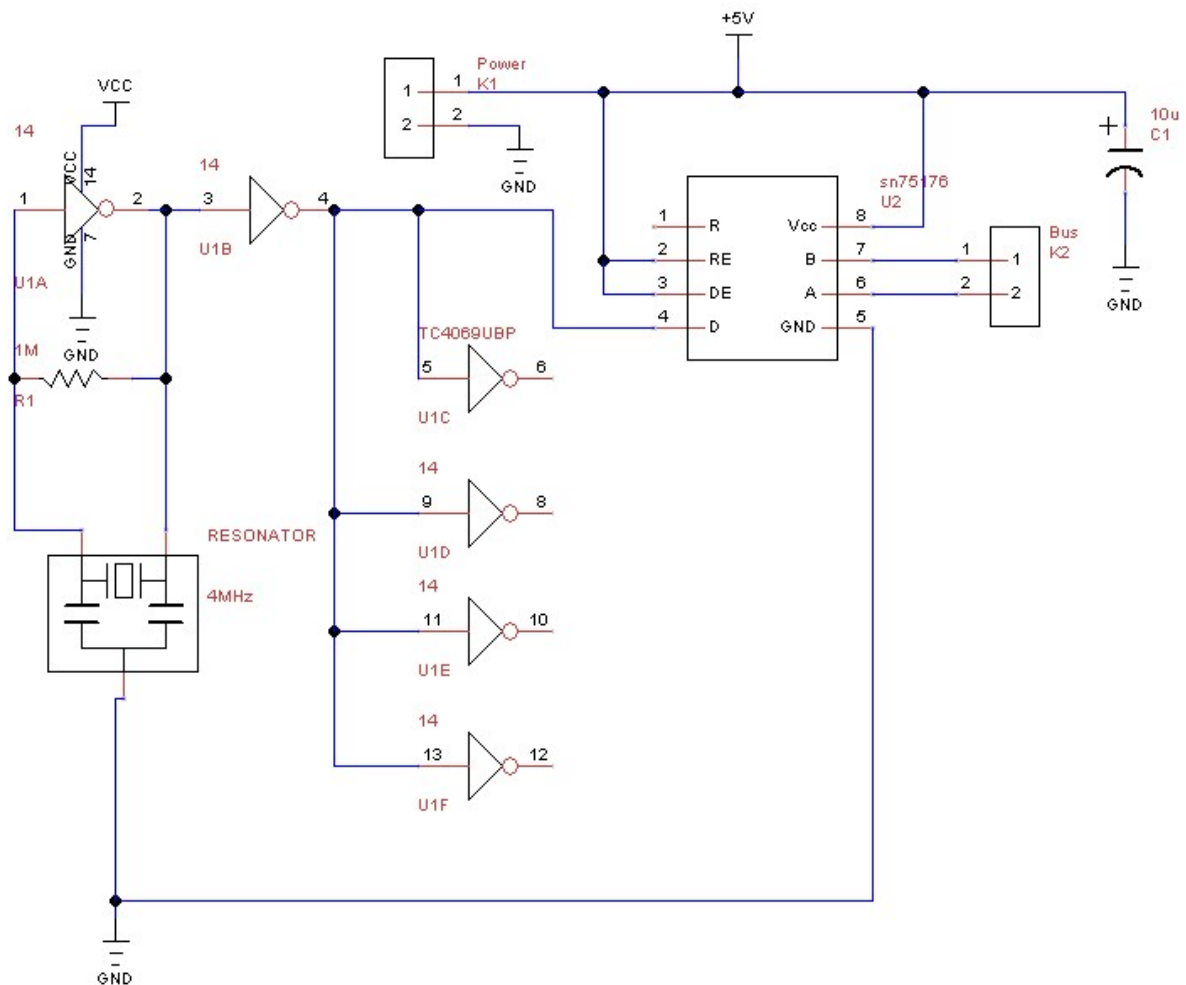 +5V
Power
K1
1
1
2
2
GND
VCC
14
VCC
14
1
2
GND
7
U1A
GND
14
3
4
U1B
1M
R1
10u
C1
+
GND
sn75176
U2
1
R
Vcc
8
2
RE
B
7
3
DE
A
6
4
D
GND
5
Bus
K2
1
1
2
2
TC4069UBP
5
6
U1C
14
9
8
U1D
14
11
10
U1E
14
13
12
U1F
RESONATOR
4MHz
GND